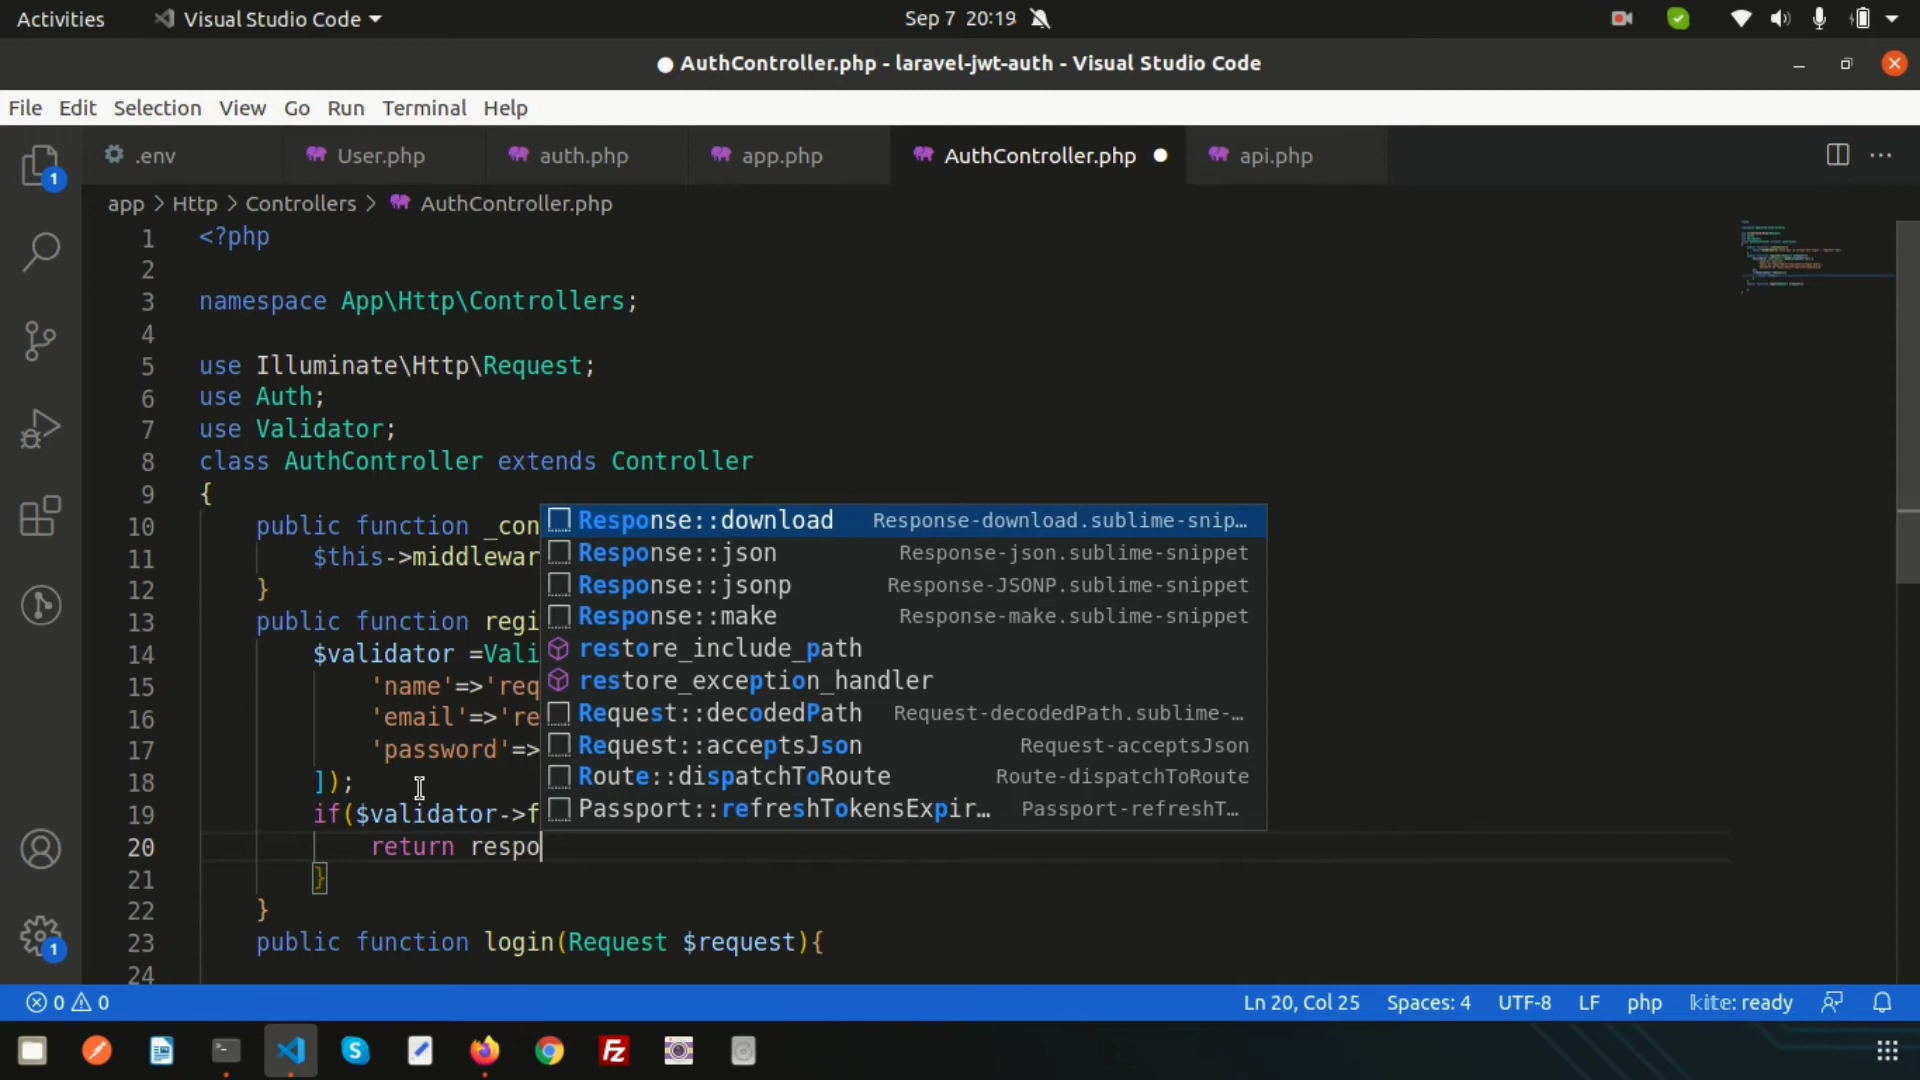 Activities
Visual Studio Code
Sep 7 20:19
AuthController.php - laravel-jwt-auth - Visual Studio Code
File Edit Selection View Go Run Terminal Help
.env User.php auth.php app.php AuthController.php api.php
app > Http > Controllers > AuthController.php
1 <?php
2
3 namespace App\Http\Controllers;
4
5 use Illuminate\Http\Request;
6 use Auth;
7 use Validator;
8 class AuthController extends Controller
9 {
10 public function _con
11 $this->middlewar
12 }
13 public function regi
14 $validator =Vali
15 'name'=>'req
16 'email'=>'re
17 'password'=>
18 ]);
19 if($validator->f
20 return respo
21 }
22 }
23 public function login(Request $request){
24
Response::download Response-download.sublime-snip…
Response::json Response-json.sublime-snippet
Response::jsonp Response-JSONP.sublime-snippet
Response::make Response-make.sublime-snippet
restore_include_path
restore_exception_handler
Request::decodedPath Request-decodedPath.sublime-…
Request::acceptsJson Request-acceptsJson
Route::dispatchToRoute Route-dispatchToRoute
Passport::refreshTokensExpir… Passport-refreshT…
1
1
0 0
Ln 20, Col 25 Spaces: 4 UTF-8 LF php kite: ready